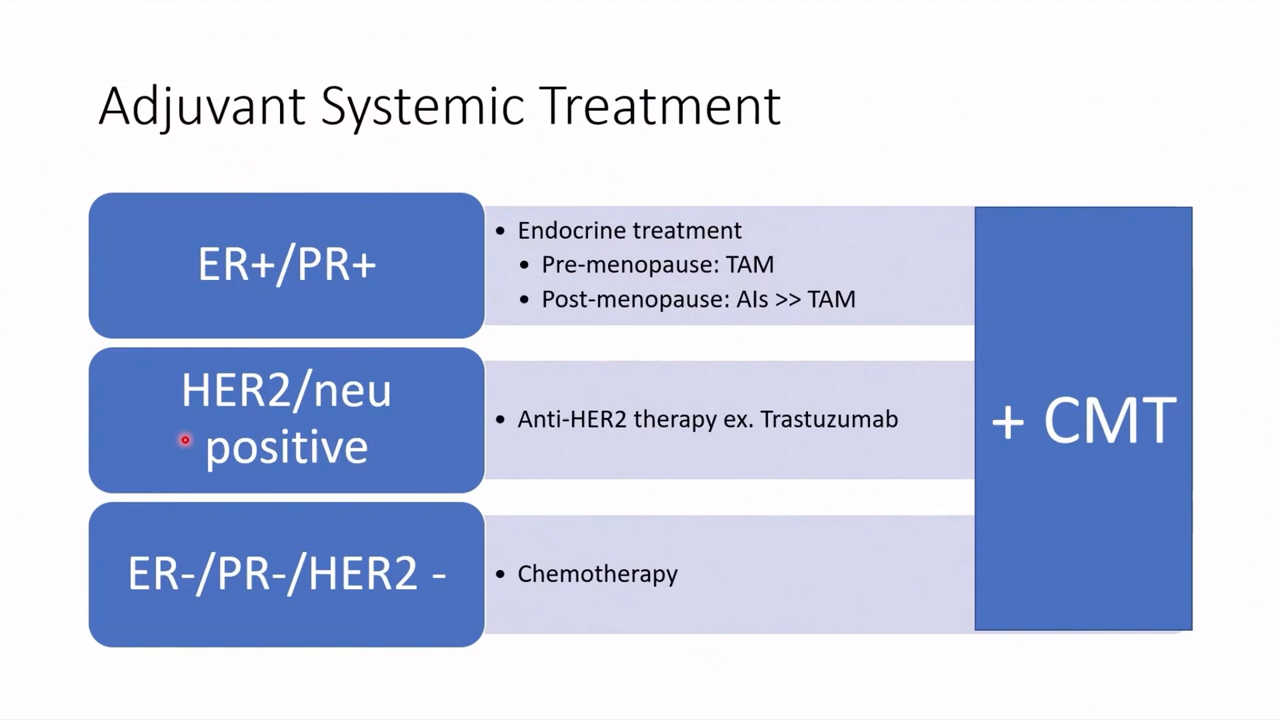 Adjuvant Systemic Treatment
ER+/PR+
• Endocrine treatment
• Pre-menopause: TAM
• Post-menopause: AIs >> TAM
HER2/neu
positive
• Anti-HER2 therapy ex. Trastuzumab
ER-/PR-/HER2 -
• Chemotherapy
+ CMT